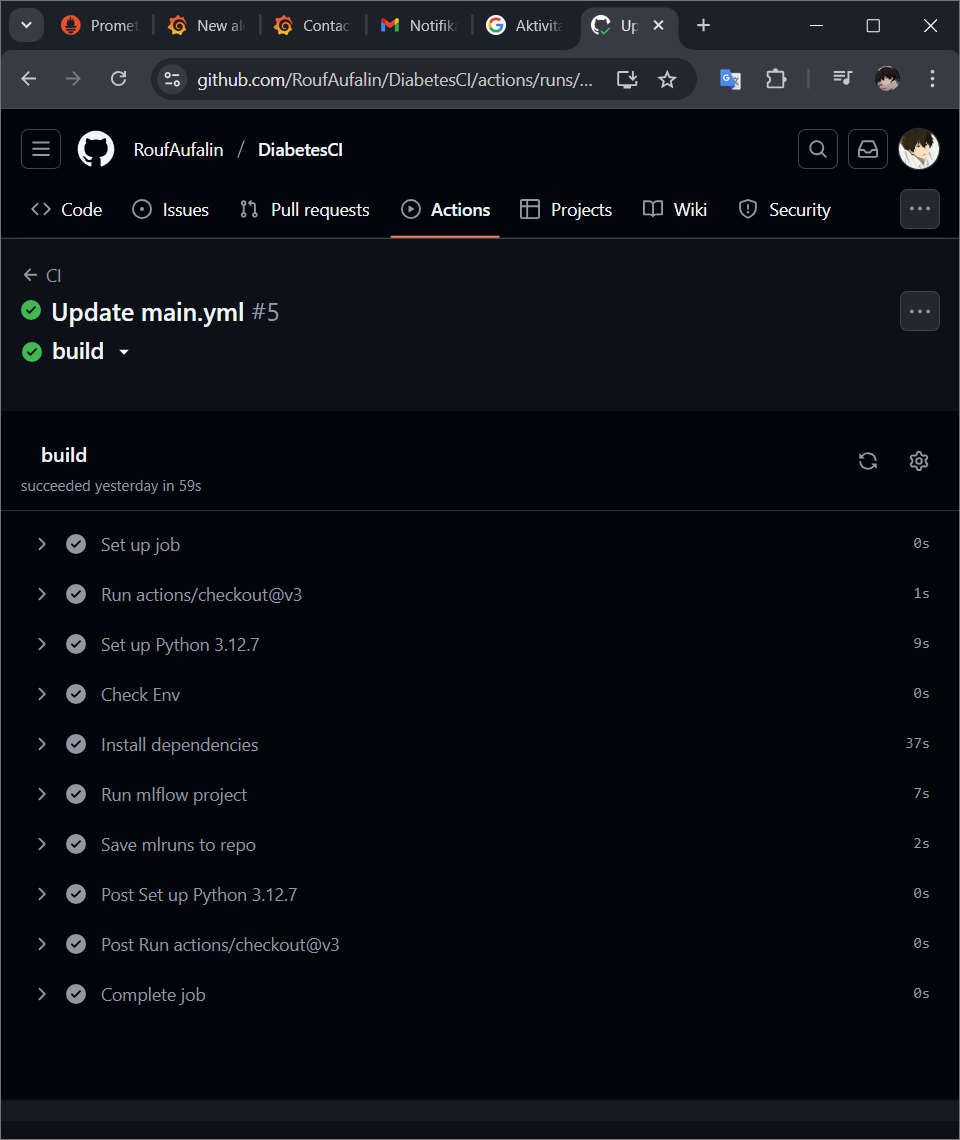 Promet New al Contac Notifik Aktivita Up
github.com/RoufAufalin/DiabetesCI/actions/runs/...
RoufAufalin / DiabetesCI
Code Issues Pull requests Actions Projects Wiki Security
CI
Update main.yml #5
build
build
succeeded yesterday in 59s
Set up job 0s
Run actions/checkout@v3 1s
Set up Python 3.12.7 9s
Check Env 0s
Install dependencies 37s
Run mlflow project 7s
Save mlruns to repo 2s
Post Set up Python 3.12.7 0s
Post Run actions/checkout@v3 0s
Complete job 0s